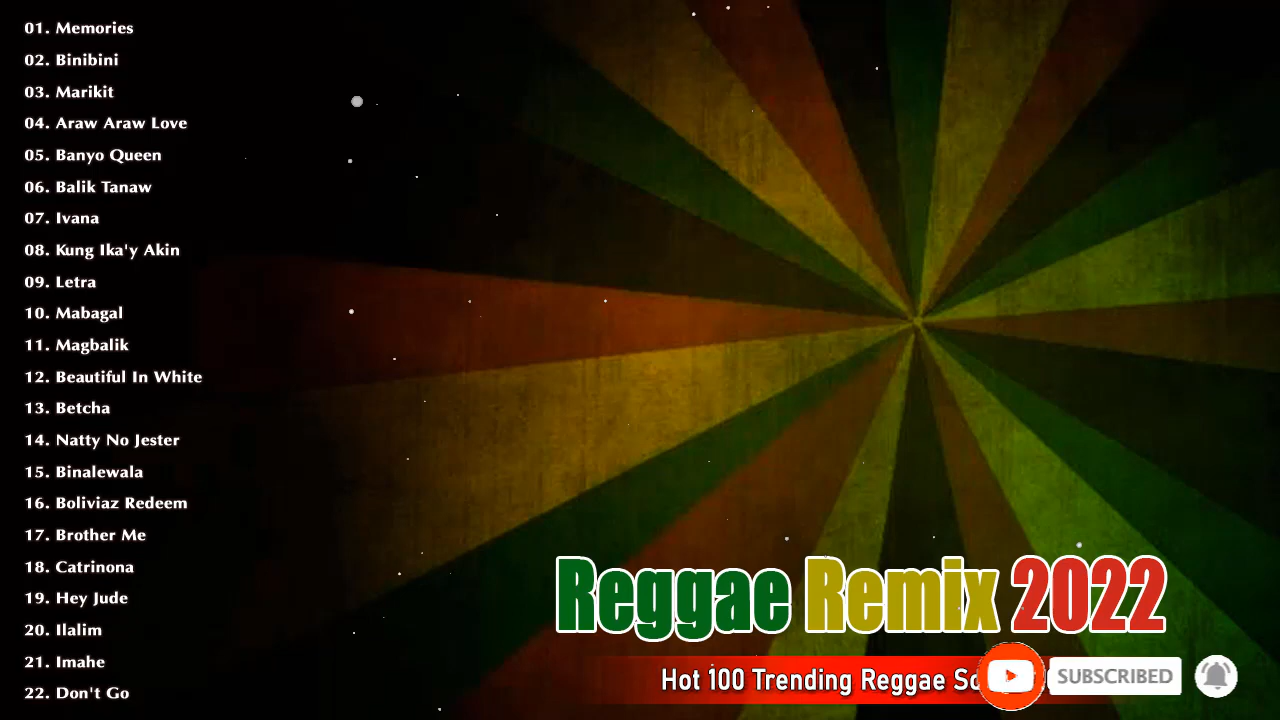 01. Memories
02. Binibini
03. Marikit
04. Araw Araw Love
05. Banyo Queen
06. Balik Tanaw
07. Ivana
08. Kung Ika'y Akin
09. Letra
10. Mabagal
11. Magbalik
12. Beautiful In White
13. Betcha
14. Natty No Jester
15. Binalewala
16. Boliviaz Redeem
17. Brother Me
18. Catrinona
19. Hey Jude
20. Ilalim
21. Imahe
22. Don't Go
Reggae Remix 2022
Hot 100 Trending Reggae
SUBSCRIBED